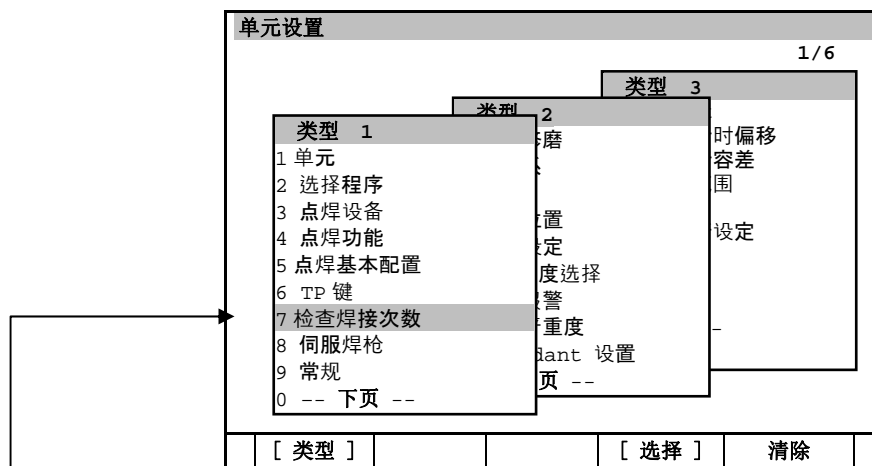 单元设置
1/6
类型 3
时偏移
容差
围
设定
类型 2
磨
置
定
度选择
警
重度
dant 设置
页 --
类型 1
1 单元
2 选择程序
3 点焊设备
4 点焊功能
5 点焊基本配置
6 TP 键
7 检查焊接次数
8 伺服焊枪
9 常规
0 -- 下页 --
[ 类型 ] [ 选择 ] 清除